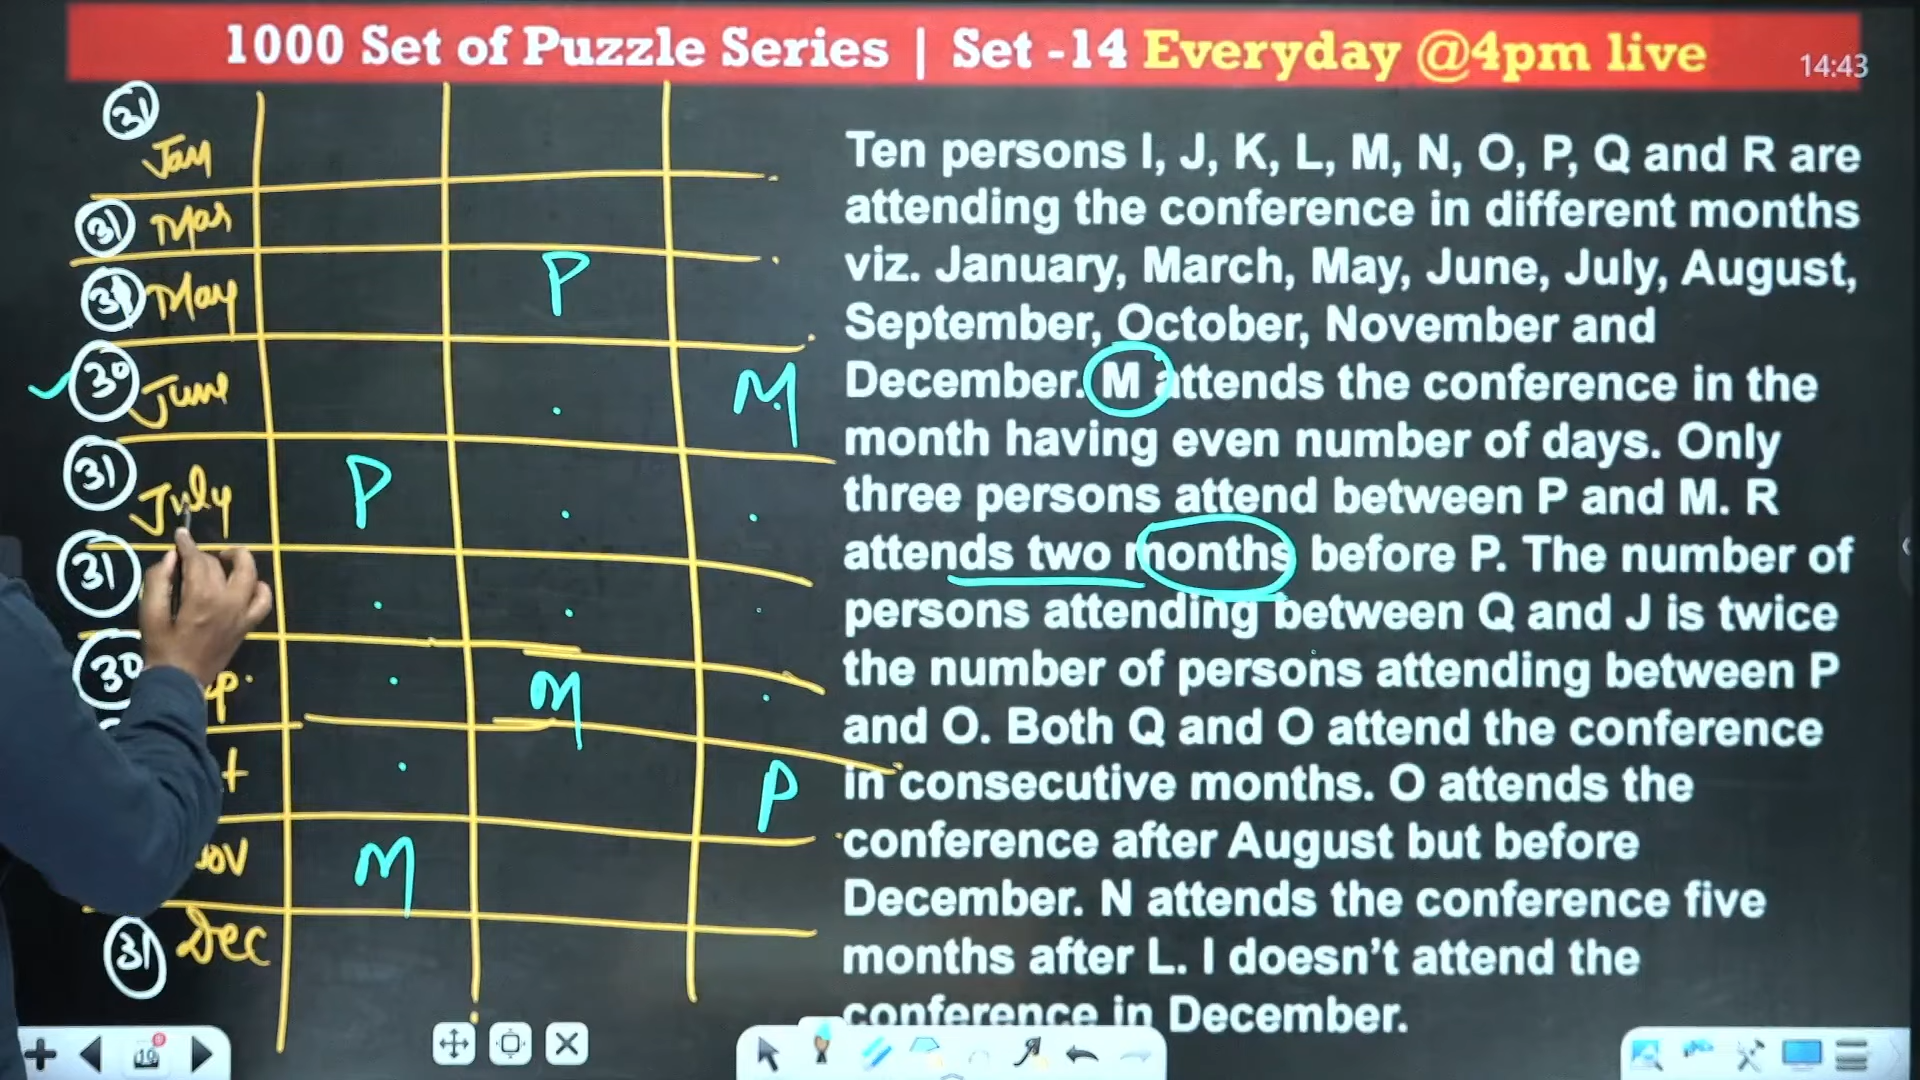 1000 Set of Puzzle Series | Set -14 Everyday @4pm live
14:43
31
Jan
31 Mar
31 May
P
30 June
M
31 July
P
31
30 p.
M
t
P
ov
M
31 Dec
Ten persons I, J, K, L, M, N, O, P, Q and R are
attending the conference in different months
viz. January, March, May, June, July, August,
September, October, November and
December. M attends the conference in the
month having even number of days. Only
three persons attend between P and M. R
attends two months before P. The number of
persons attending between Q and J is twice
the number of persons attending between P
and O. Both Q and O attend the conference
in consecutive months. O attends the
conference after August but before
December. N attends the conference five
months after L. I doesn't attend the
conference in December.